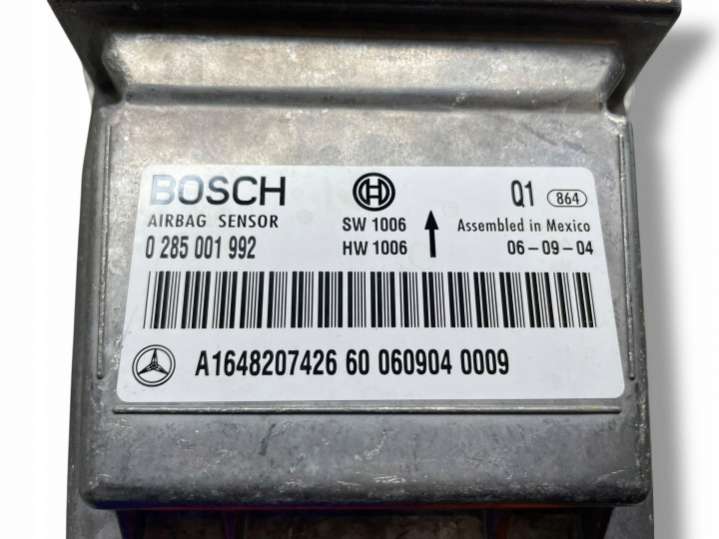 BOSCH
AIRBAG SENSOR
0 285 001 992
SW 1006
HW 1006
Q1 864
Assembled in Mexico
06-09-04
A1648207426 60 060904 0009